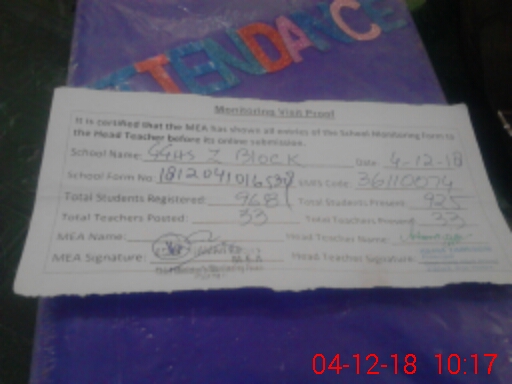 ATTENDANCE
Monitoring Visit Proof
It is certified that the MEA has shown all entries of the School Monitoring Form to
the Head Teacher before its online submission.
School Name: GGHS Z BLOCK Date: 4-12-18
School Form No: EMIS Code: 36110074
Total Students Registered: 968 Total Students Present: 925
Total Teachers Posted: 33 Total Teachers Present: 33
MEA Name: Head Teacher Name:
MEA Signature: M.E.A Head Teacher Signature:
04-12-18 10:17